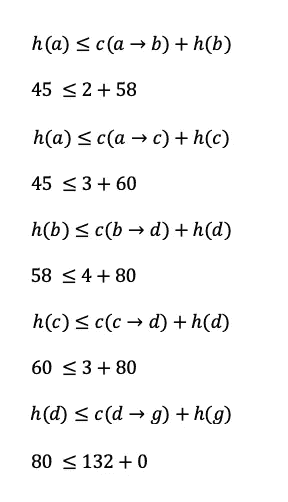 h(a) ≤ c(a → b) + h(b)
45 ≤ 2 + 58
h(a) ≤ c(a → c) + h(c)
45 ≤ 3 + 60
h(b) ≤ c(b → d) + h(d)
58 ≤ 4 + 80
h(c) ≤ c(c → d) + h(d)
60 ≤ 3 + 80
h(d) ≤ c(d → g) + h(g)
80 ≤ 132 + 0